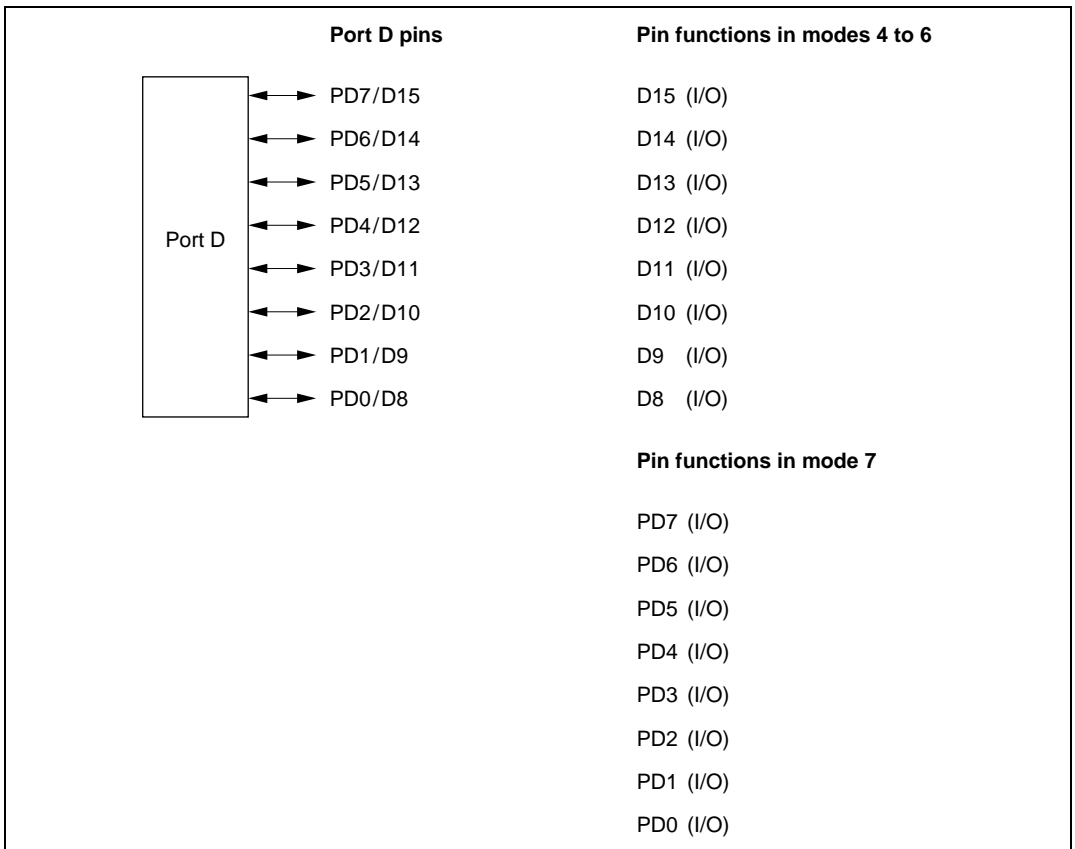 Port D pins Pin functions in modes 4 to 6
PD7/D15 D15 (I/O)
PD6/D14 D14 (I/O)
PD5/D13 D13 (I/O)
PD4/D12 D12 (I/O)
Port D
PD3/D11 D11 (I/O)
PD2/D10 D10 (I/O)
PD1/D9 D9 (I/O)
PD0/D8 D8 (I/O)
Pin functions in mode 7
PD7 (I/O)
PD6 (I/O)
PD5 (I/O)
PD4 (I/O)
PD3 (I/O)
PD2 (I/O)
PD1 (I/O)
PD0 (I/O)